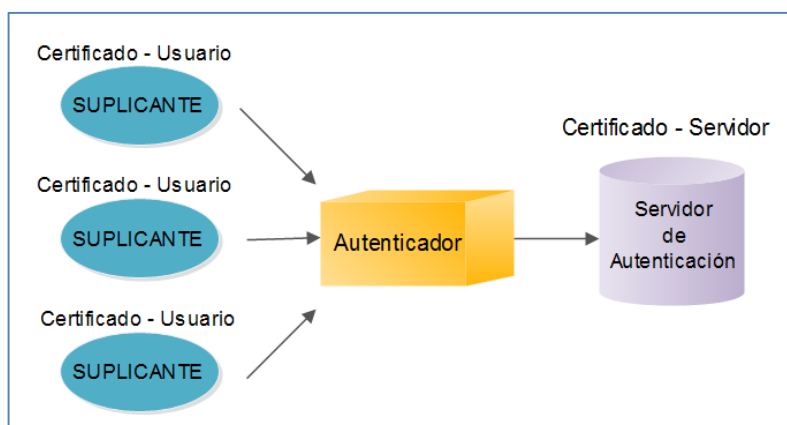 Certificado - Usuario
SUPLICANTE
Certificado - Usuario
SUPLICANTE
Certificado - Usuario
SUPLICANTE
Autenticador
Certificado - Servidor
Servidor
de
Autenticación